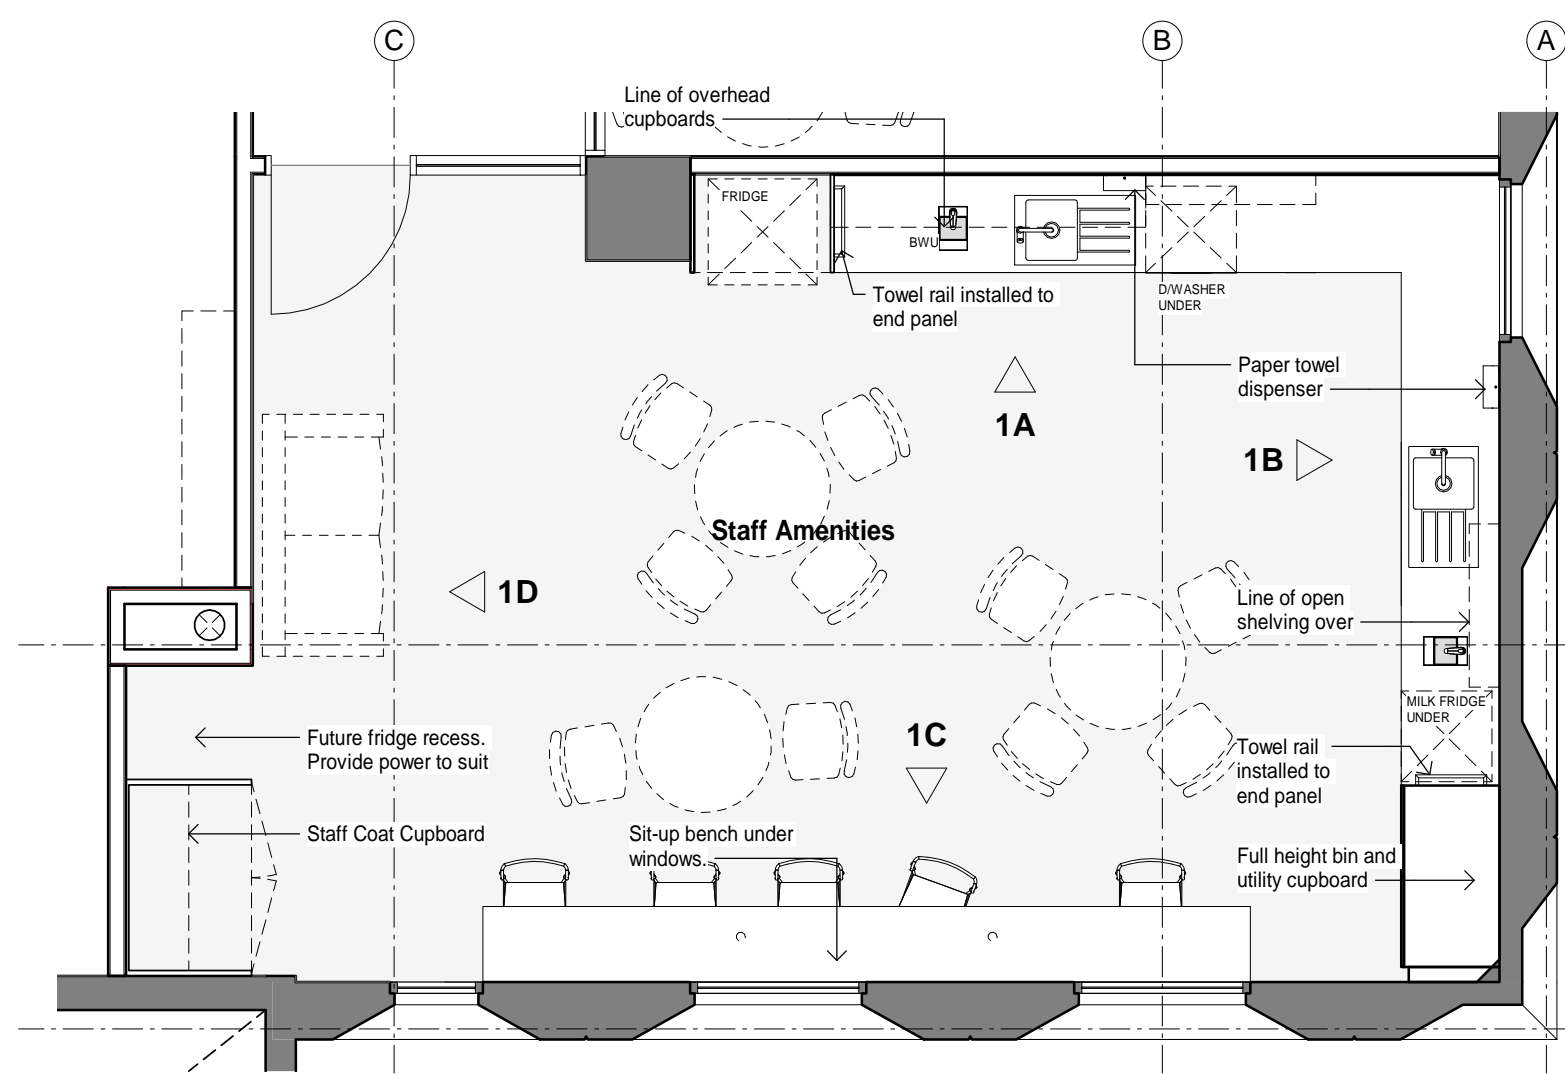 C
B
A
Line of overhead
cupboards
FRIDGE
BWU
Towel rail installed to
end panel
D/WASHER
UNDER
Paper towel
dispenser
1A
1B
Staff Amenities
1D
Line of open
shelving over
MILK FRIDGE
UNDER
1C
Future fridge recess.
Provide power to suit
Towel rail
installed to
end panel
Staff Coat Cupboard
Sit-up bench under
windows.
Full height bin and
utility cupboard